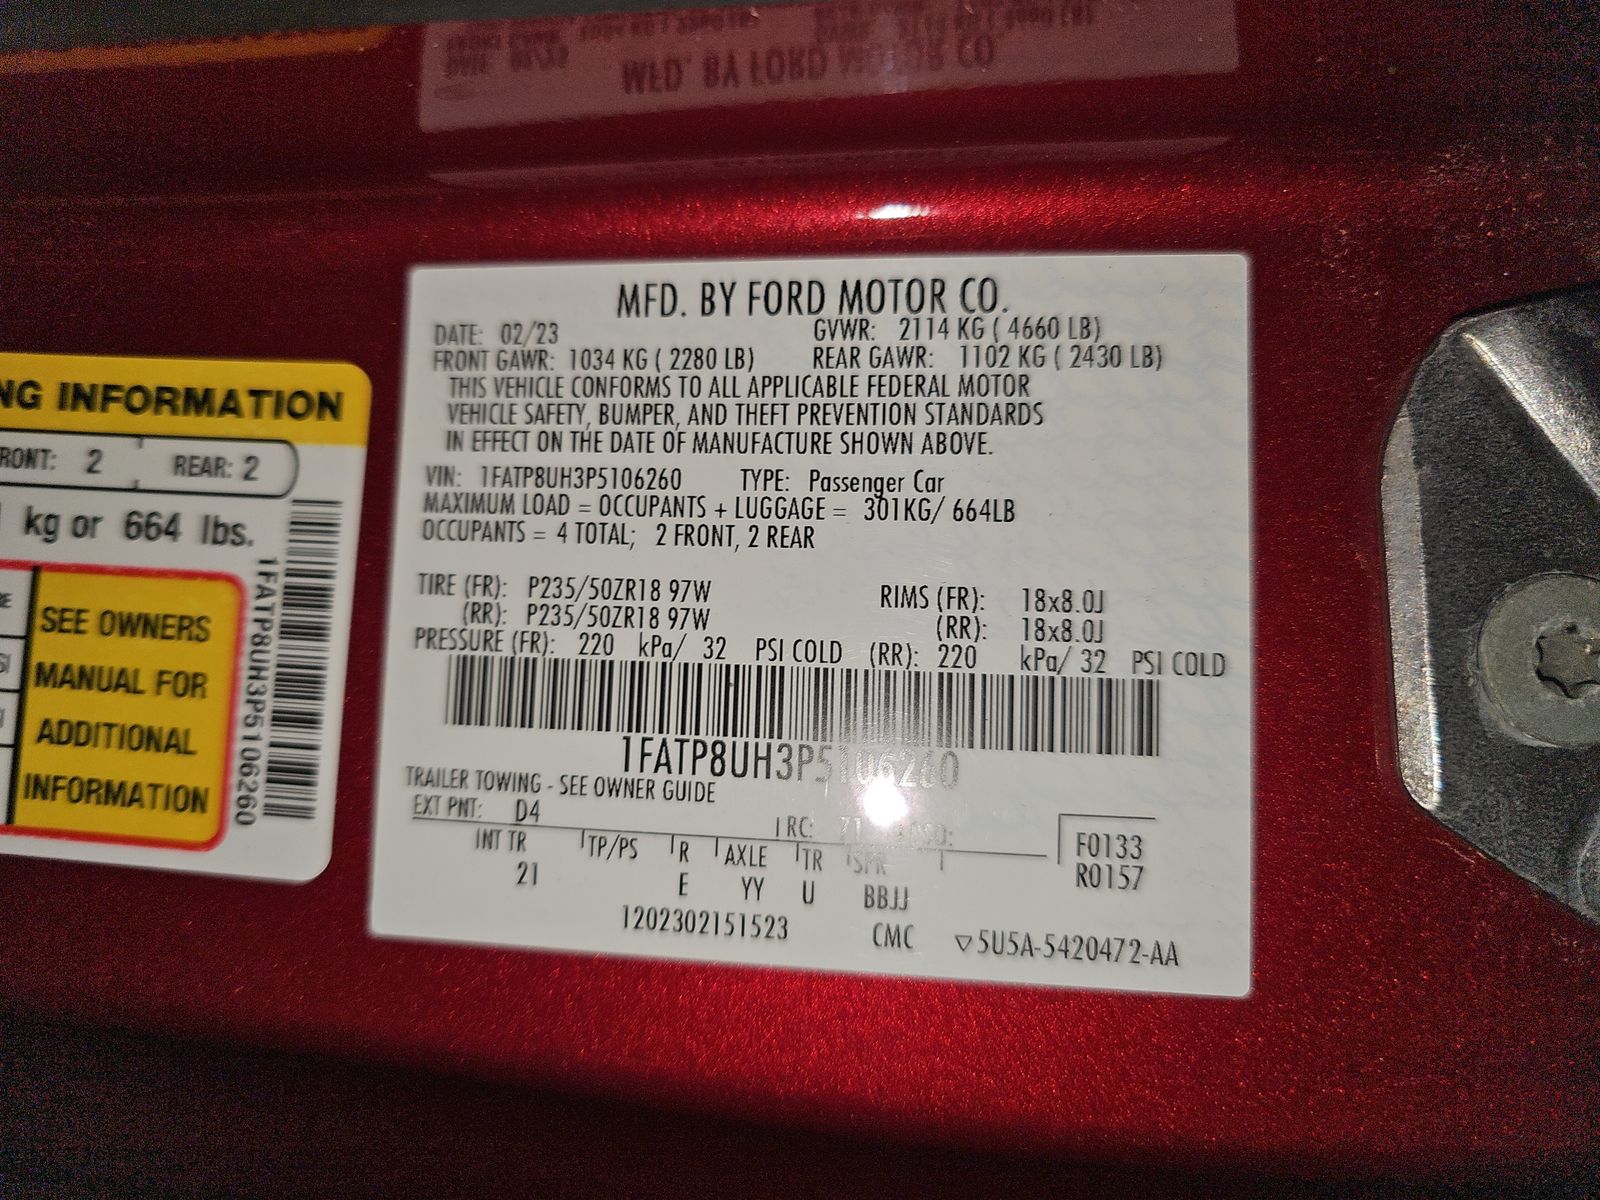 MFD. BY FORD MOTOR CO.
DATE: 02/23 GVWR: 2114 KG ( 4660 LB)
FRONT GAWR: 1034 KG ( 2280 LB) REAR GAWR: 1102 KG ( 2430 LB)
THIS VEHICLE CONFORMS TO ALL APPLICABLE FEDERAL MOTOR
VEHICLE SAFETY, BUMPER, AND THEFT PREVENTION STANDARDS
IN EFFECT ON THE DATE OF MANUFACTURE SHOWN ABOVE.
VIN: 1FATP8UH3P5106260 TYPE: Passenger Car
MAXIMUM LOAD = OCCUPANTS + LUGGAGE = 301KG/ 664LB
OCCUPANTS = 4 TOTAL; 2 FRONT, 2 REAR
TIRE (FR): P235/50ZR18 97W RIMS (FR): 18x8.0J
(RR): P235/50ZR18 97W (RR): 18x8.0J
PRESSURE (FR): 220 kPa/ 32 PSI COLD (RR): 220 kPa/ 32 PSI COLD
1FATP8UH3P5106260
TRAILER TOWING - SEE OWNER GUIDE
EXT PNT: D4 RC: 71 DSO:
INT TR TP/PS R AXLE TR SPR F0133
21 E YY U BBJJ R0157
1202302151523 CMC ▽5U5A-5420472-AA
NG INFORMATION
RONT: 2 REAR: 2
kg or 664 lbs.
SEE OWNERS
MANUAL FOR
ADDITIONAL
INFORMATION
1FATP8UH3P5106260